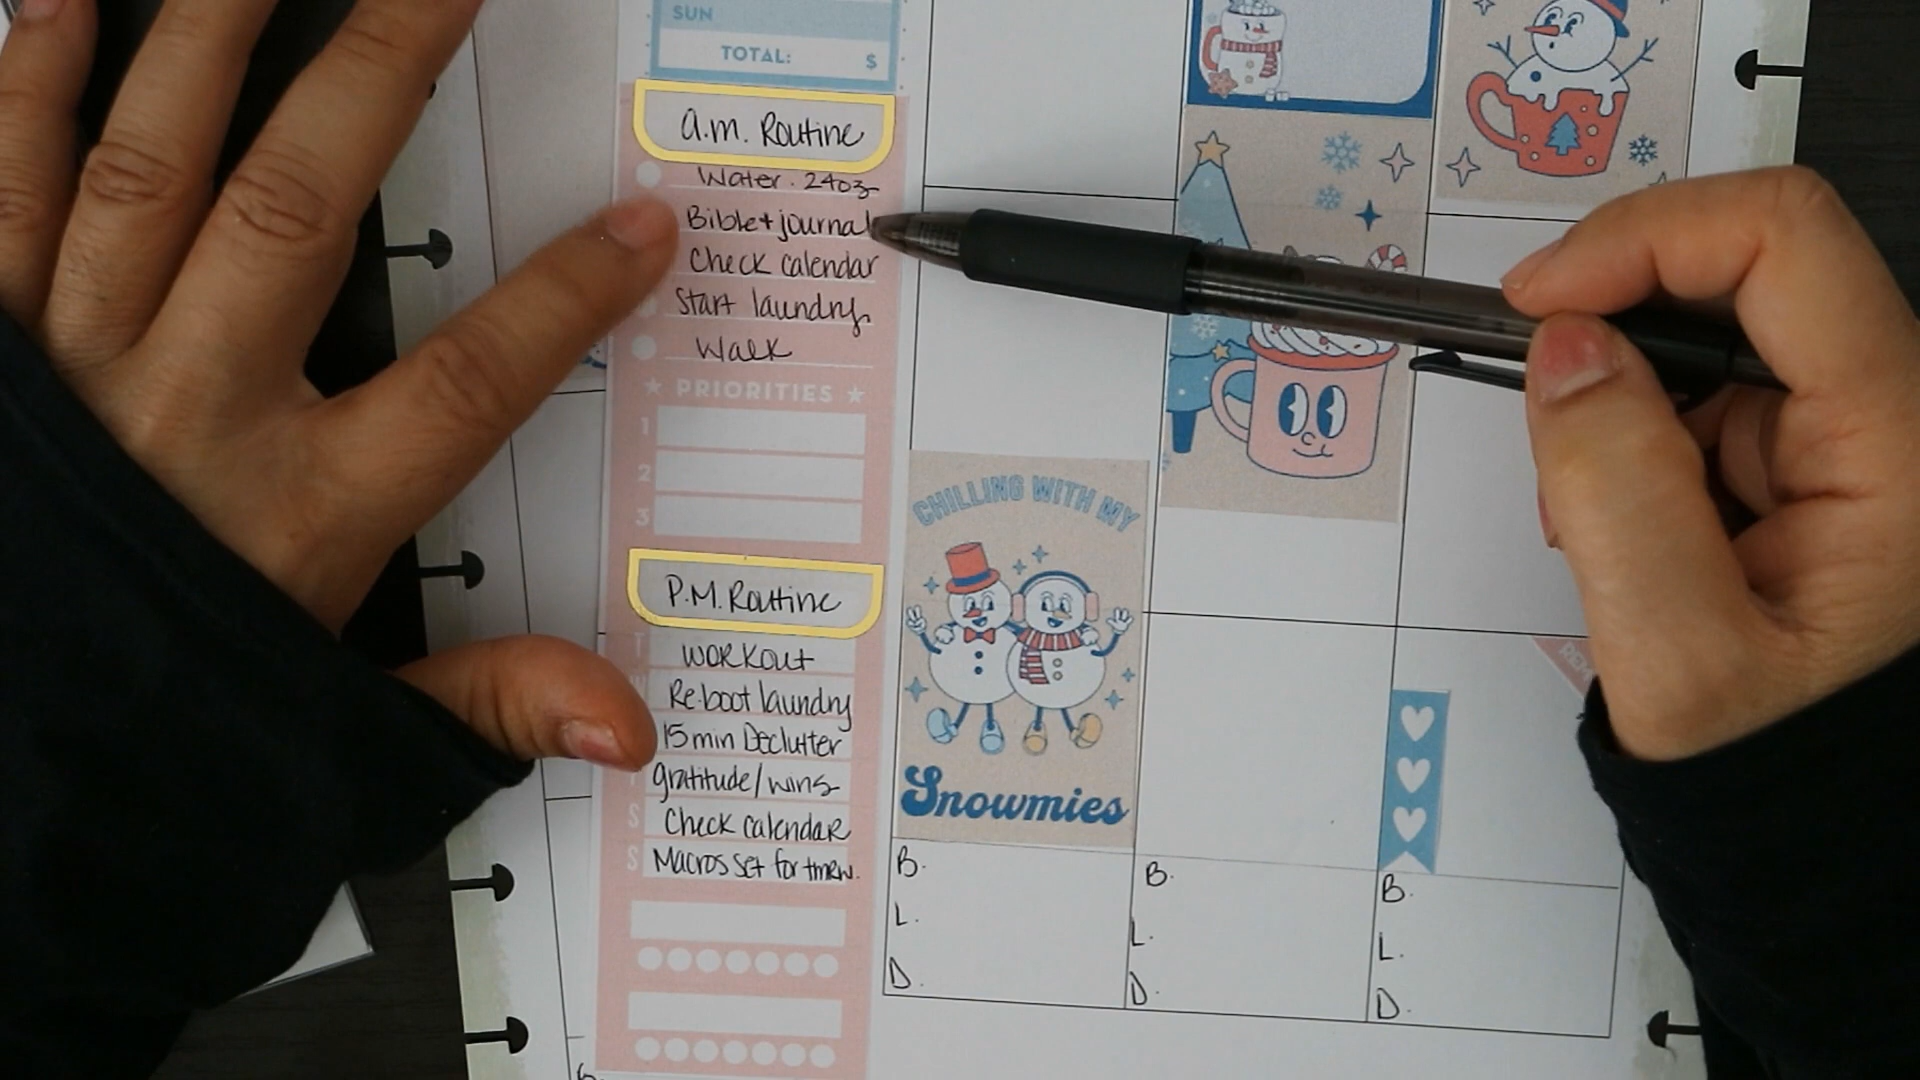 SUN
TOTAL: $
a.m. Routine
Water. 24oz
Bible + journal
Check calendar
Start laundry
Walk
★ PRIORITIES ★
1
2
3
P.M. Routine
T WORKOUT
W Re-boot laundry
15 min Declutter
gratitude/wins
S Check calendar
S Macros set for tmrw.
CHILLING WITH MY
Snowmies
B.
L.
D.
B.
L.
D.
B.
L.
D.